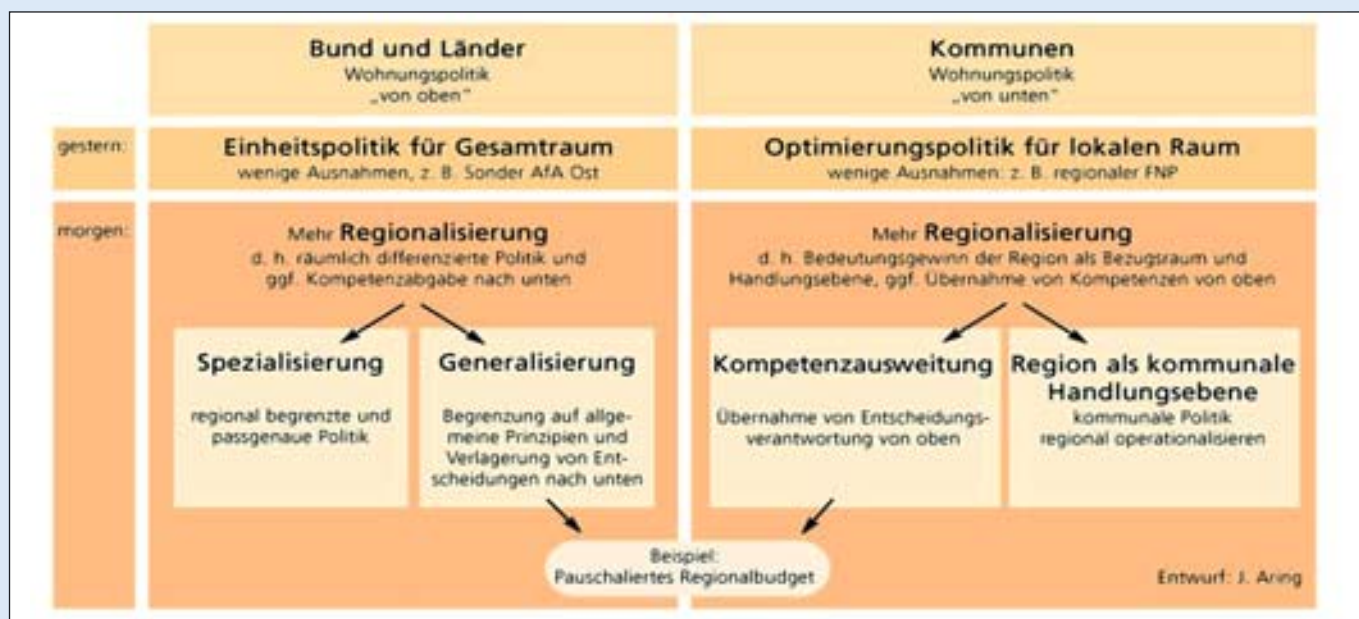 Bund und Länder
Wohnungspolitik
„von oben“
Kommunen
Wohnungspolitik
„von unten“
gestern:
Einheitspolitik für Gesamtraum
wenige Ausnahmen, z. B. Sonder AfA Ost
Optimierungspolitik für lokalen Raum
wenige Ausnahmen: z. B. regionaler FNP
morgen:
Mehr Regionalisierung
d. h. räumlich differenzierte Politik und
ggf. Kompetenzabgabe nach unten
Mehr Regionalisierung
d. h. Bedeutungsgewinn der Region als Bezugsraum und
Handlungsebene, ggf. Übernahme von Kompetenzen von oben
Spezialisierung
regional begrenzte und
passgenaue Politik
Generalisierung
Begrenzung auf allge-
meine Prinzipien und
Verlagerung von Ent-
scheidungen nach unten
Kompetenzausweitung
Übernahme von Entscheidungs-
verantwortung von oben
Region als kommunale
Handlungsebene
kommunale Politik
regional operationalisieren
Beispiel:
Pauschaliertes Regionalbudget
Entwurf: J. Aring